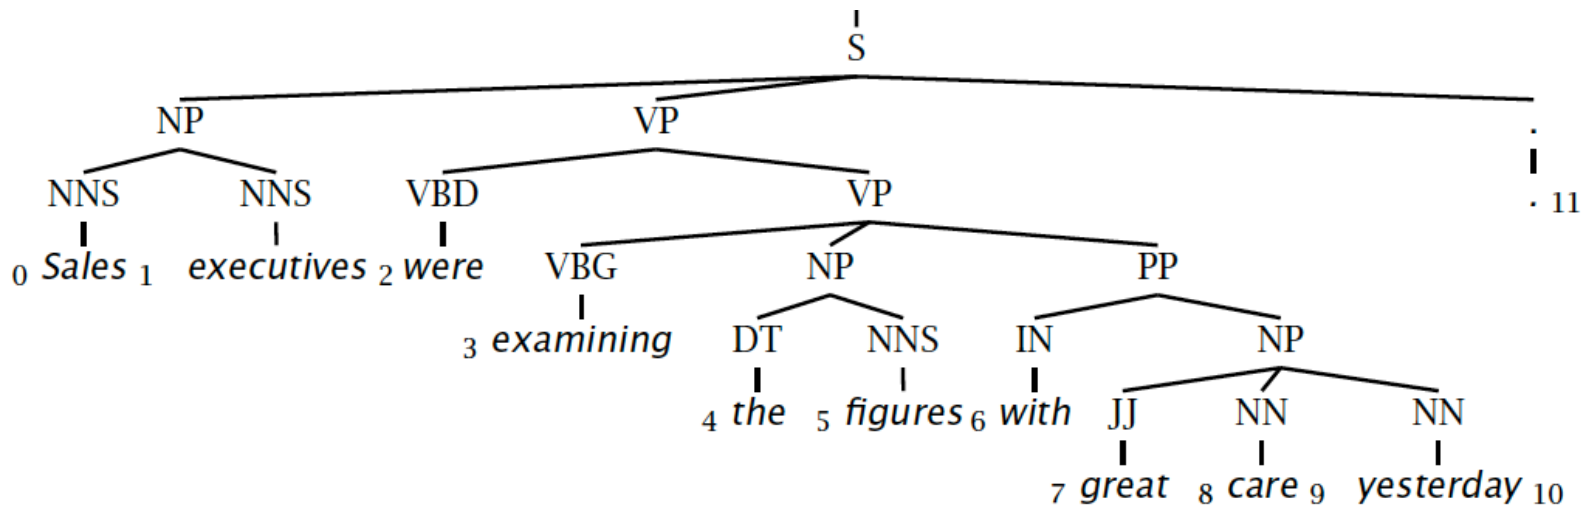 S
NP VP .
NNS NNS VBD VP . 11
0 Sales 1 executives 2 were VBG NP PP
3 examining DT NNS IN NP
4 the 5 figures 6 with JJ NN NN
7 great 8 care 9 yesterday 10